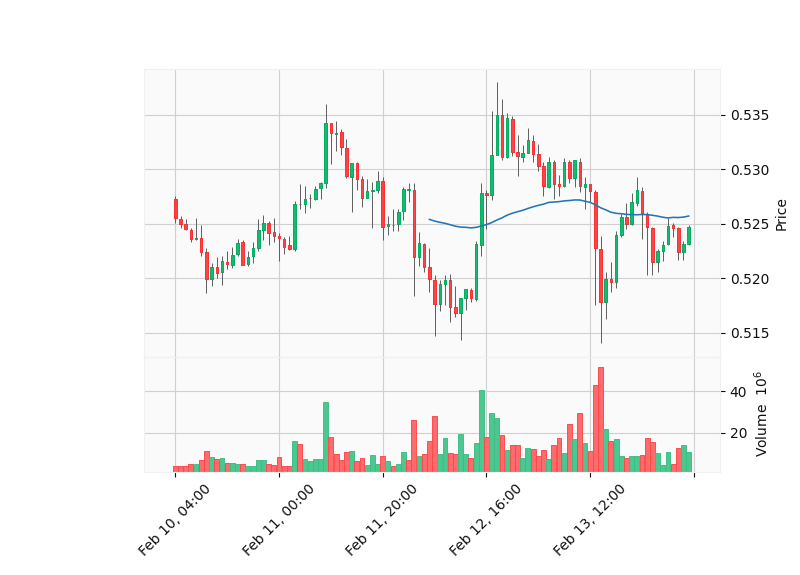 0.535
0.530
0.525
0.520
0.515
Price
40
20
Volume 10^6
Feb 10, 04:00
Feb 11, 00:00
Feb 11, 20:00
Feb 12, 16:00
Feb 13, 12:00